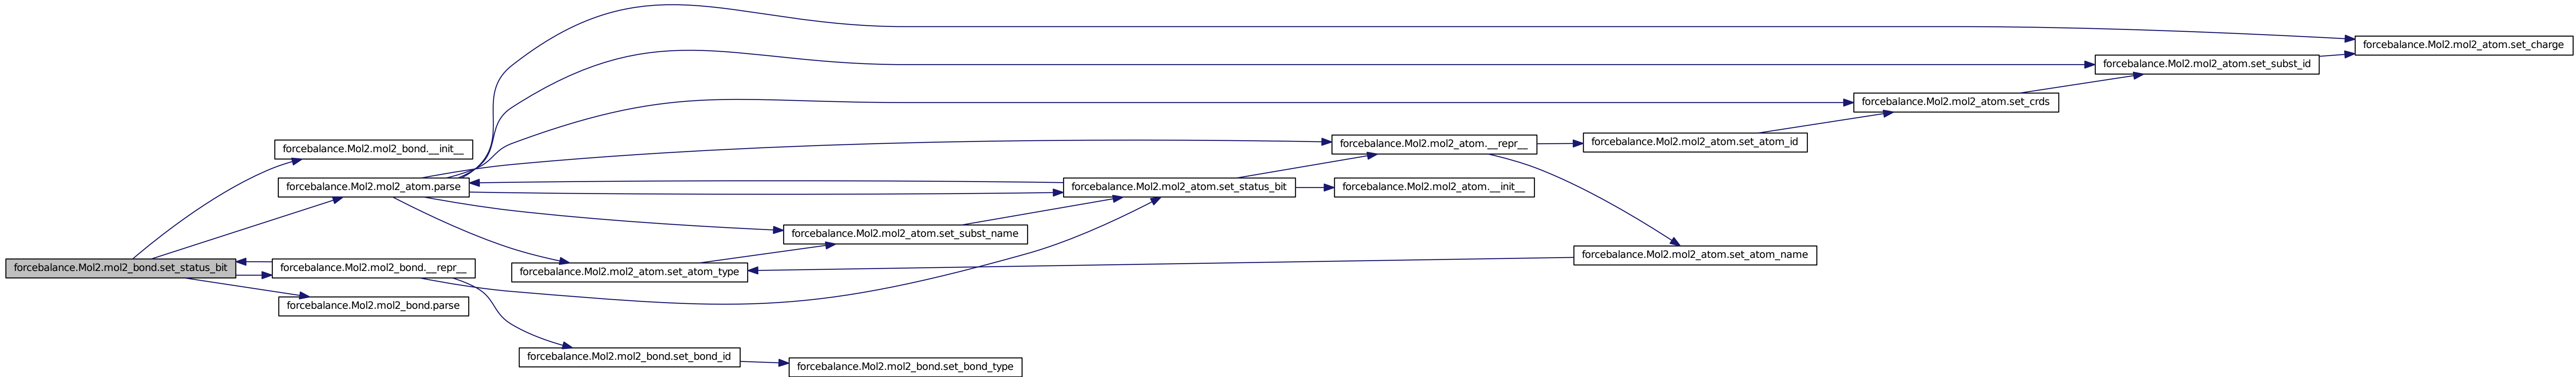 forcebalance.Mol2.mol2_atom.set_charge
forcebalance.Mol2.mol2_atom.set_subst_id
forcebalance.Mol2.mol2_atom.set_crds
forcebalance.Mol2.mol2_atom.__repr__
forcebalance.Mol2.mol2_atom.set_atom_id
forcebalance.Mol2.mol2_bond.__init__
forcebalance.Mol2.mol2_atom.parse
forcebalance.Mol2.mol2_atom.set_status_bit
forcebalance.Mol2.mol2_atom.__init__
forcebalance.Mol2.mol2_atom.set_subst_name
forcebalance.Mol2.mol2_atom.set_atom_name
forcebalance.Mol2.mol2_bond.set_status_bit
forcebalance.Mol2.mol2_bond.__repr__
forcebalance.Mol2.mol2_atom.set_atom_type
forcebalance.Mol2.mol2_bond.parse
forcebalance.Mol2.mol2_bond.set_bond_id
forcebalance.Mol2.mol2_bond.set_bond_type